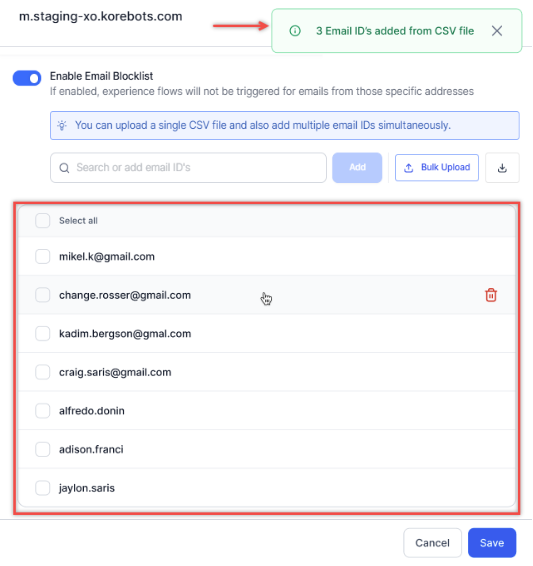 m.staging-xo.korebots.com
3 Email ID's added from CSV file
Enable Email Blocklist
If enabled, experience flows will not be triggered for emails from those specific addresses
You can upload a single CSV file and also add multiple email IDs simultaneously.
Search or add email ID's
Add
Bulk Upload
Select all
mikel.k@gmail.com
change.rosser@gmail.com
kadim.bergson@gmal.com
craig.saris@gmail.com
alfredo.donin
adison.franci
jaylon.saris
Cancel
Save